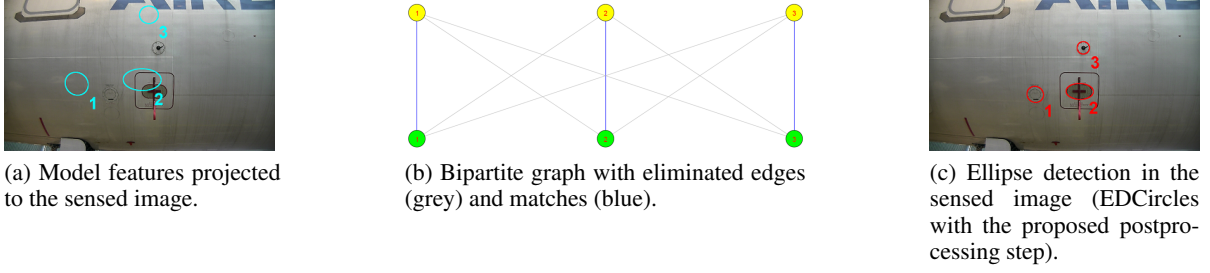 AIRB
3
1
2
1 2 3
1 2 3
AIRB
3
1
2
(a) Model features projected
to the sensed image.
(b) Bipartite graph with eliminated edges
(grey) and matches (blue).
(c) Ellipse detection in the
sensed image (EDCircles
with the proposed postpro-
cessing step).